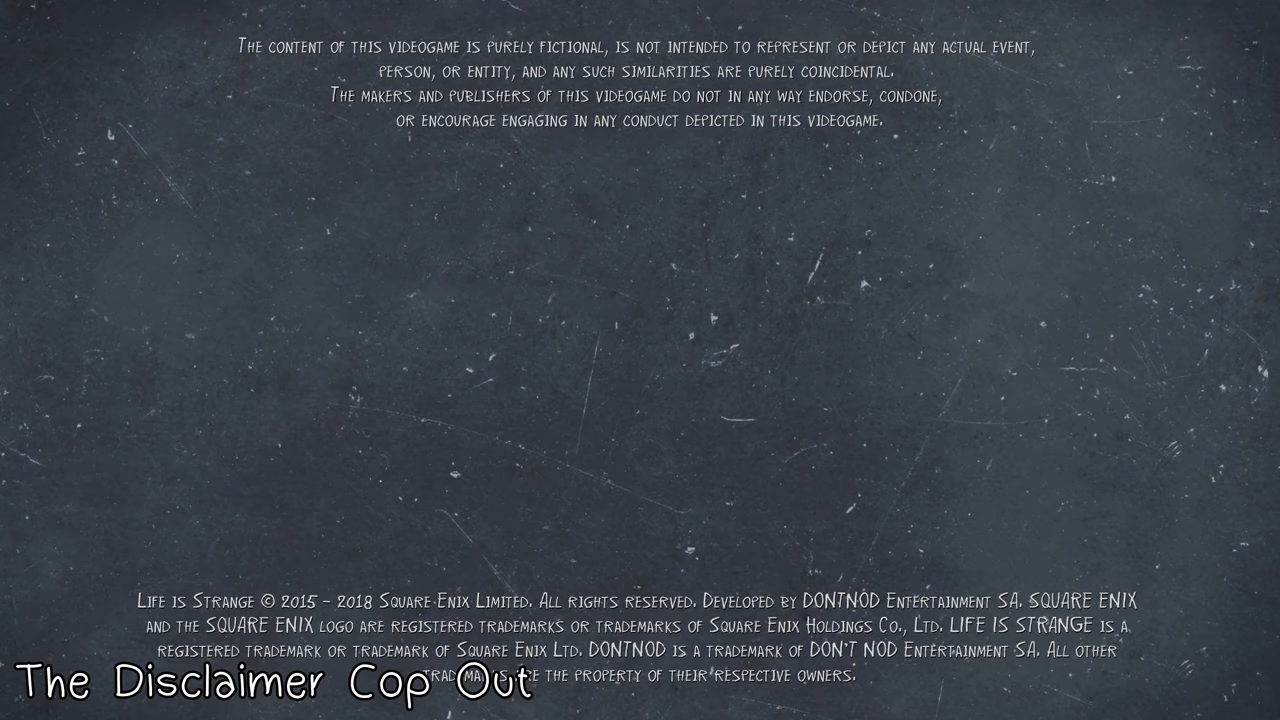 The content of this videogame is purely fictional, is not intended to represent or depict any actual event,
person, or entity, and any such similarities are purely coincidental.
The makers and publishers of this videogame do not in any way endorse, condone,
or encourage engaging in any conduct depicted in this videogame.
Life is Strange © 2015 - 2018 Square Enix Limited. All rights reserved. Developed by DONTNOD Entertainment SA. SQUARE ENIX
and the SQUARE ENIX logo are registered trademarks or trademarks of Square Enix Holdings Co., Ltd. LIFE IS STRANGE is a
registered trademark or trademark of Square Enix Ltd. DONTNOD is a trademark of DON'T NOD Entertainment SA. All other
the property of their respective owners.
The Disclaimer Cop Out